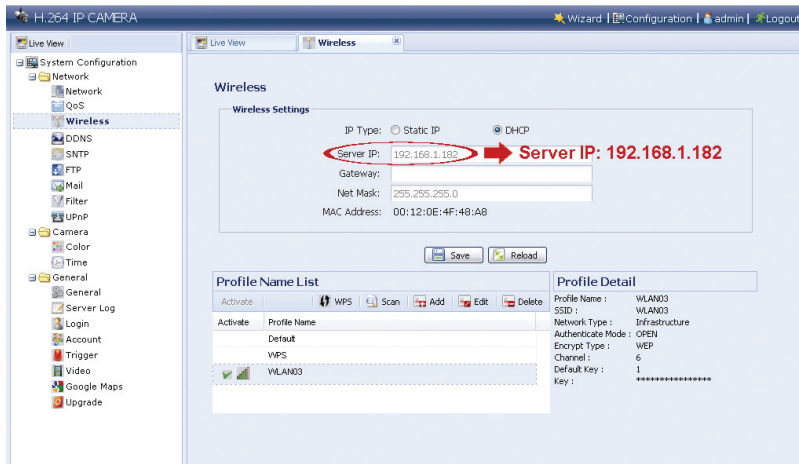 H.264 IP CAMERA
Wizard | Configuration | admin | Logout
Live View
System Configuration
Network
Network
QoS
Wireless
DDNS
SNTP
FTP
Mail
Filter
UPnP
Camera
Color
Time
General
General
Server Log
Login
Account
Trigger
Video
Google Maps
Upgrade
Live View
Wireless
Wireless
Wireless Settings
IP Type: Static IP DHCP
Server IP: 192.168.1.182 Server IP: 192.168.1.182
Gateway:
Net Mask: 255.255.255.0
MAC Address: 00:12:0E:4F:48:A8
Save Reload
Profile Name List
Activate WPS Scan Add Edit Delete
Activate Profile Name
Default
WPS
WLAN03
Profile Detail
Profile Name : WLAN03
SSID : WLAN03
Network Type : Infrastructure
Authenticate Mode : OPEN
Encrypt Type : WEP
Channel : 6
Default Key : 1
Key : ****************